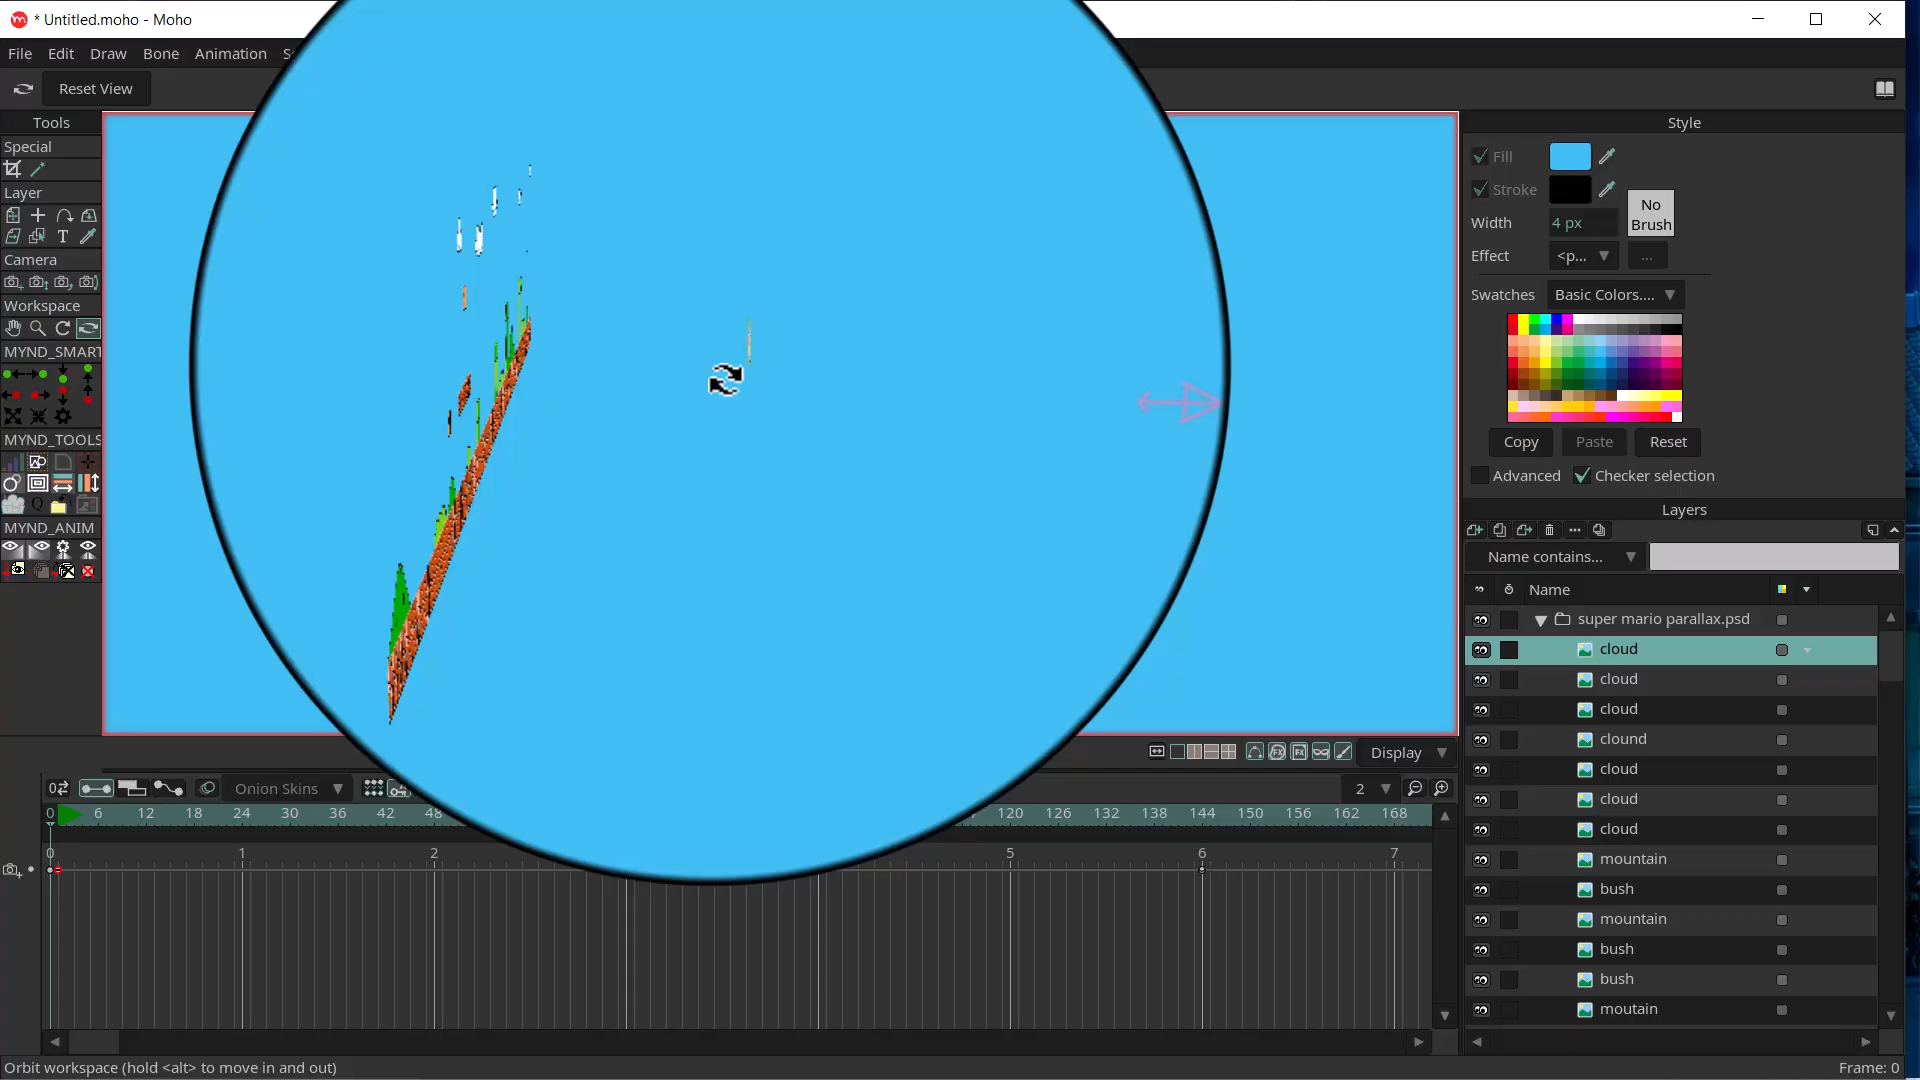 * Untitled.moho - Moho
File Edit Draw Bone Animation
Reset View
Tools
Special
Layer
Camera
Workspace
MYND_SMART
MYND_TOOLS
MYND_ANIM
Style
Fill
Stroke
Width 4 px
No Brush
Effect <p... ...
Swatches Basic Colors....
Copy Paste Reset
Advanced Checker selection
Layers
Name contains...
Name
super mario parallax.psd
cloud
cloud
cloud
clound
cloud
cloud
cloud
mountain
bush
mountain
bush
bush
moutain
Display
Onion Skins
2
0 6 12 18 24 30 36 42 48 120 126 132 138 144 150 156 162 168
0 1 2 5 6 7
Orbit workspace (hold <alt> to move in and out)
Frame: 0